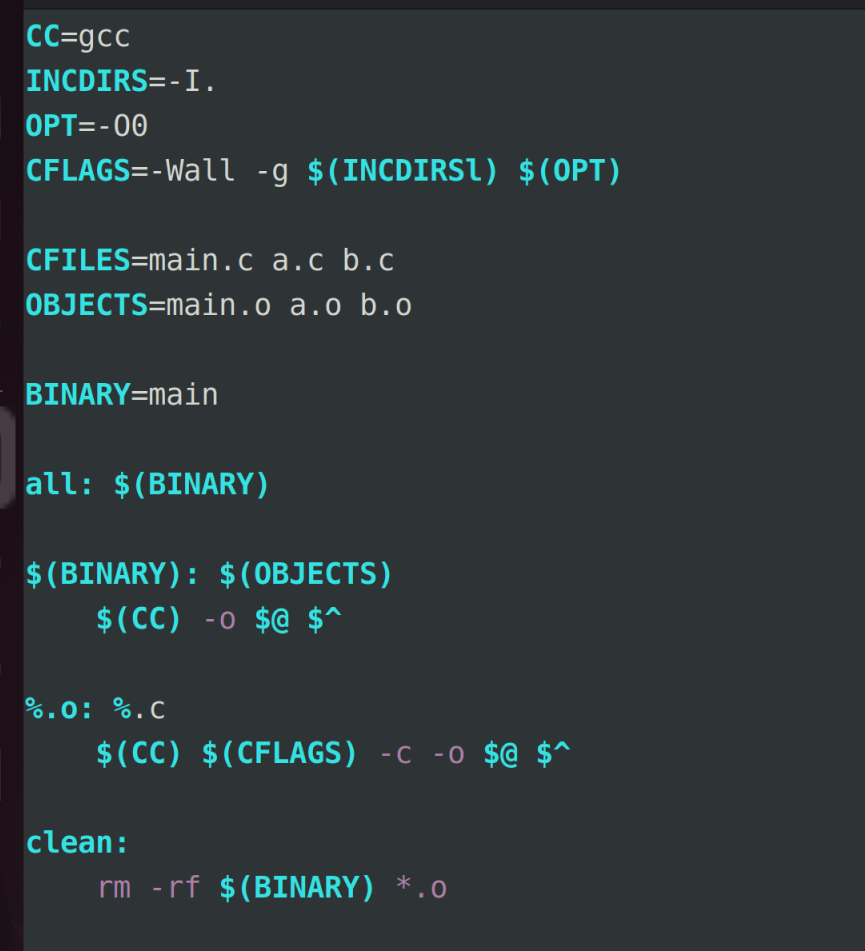 CC=gcc
INCDIRS=-I.
OPT=-O0
CFLAGS=-Wall -g $(INCDIRSl) $(OPT)
CFILES=main.c a.c b.c
OBJECTS=main.o a.o b.o
BINARY=main
all: $(BINARY)
$(BINARY): $(OBJECTS)
    $(CC) -o $@ $^
%.o: %.c
    $(CC) $(CFLAGS) -c -o $@ $^
clean:
    rm -rf $(BINARY) *.o